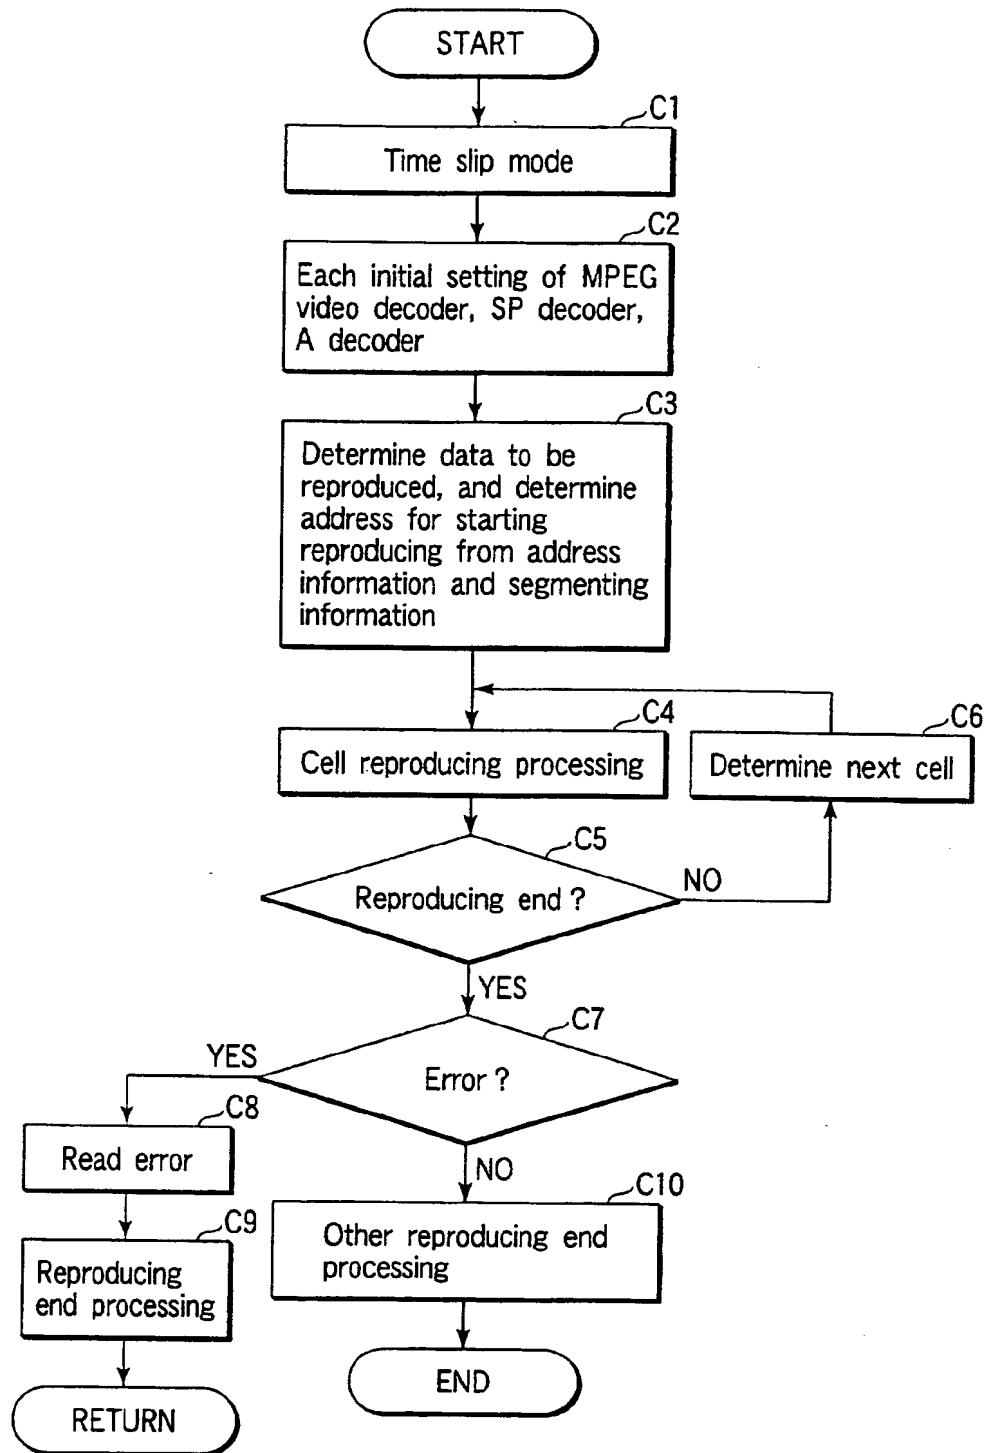 START
C1
Time slip mode
C2
Each initial setting of MPEG
video decoder, SP decoder,
A decoder
C3
Determine data to be
reproduced, and determine
address for starting
reproducing from address
information and segmenting
information
C4
Cell reproducing processing
C6
Determine next cell
C5
Reproducing end ?
NO
YES
C7
Error ?
YES
NO
C8
Read error
C9
Reproducing
end processing
RETURN
C10
Other reproducing end
processing
END